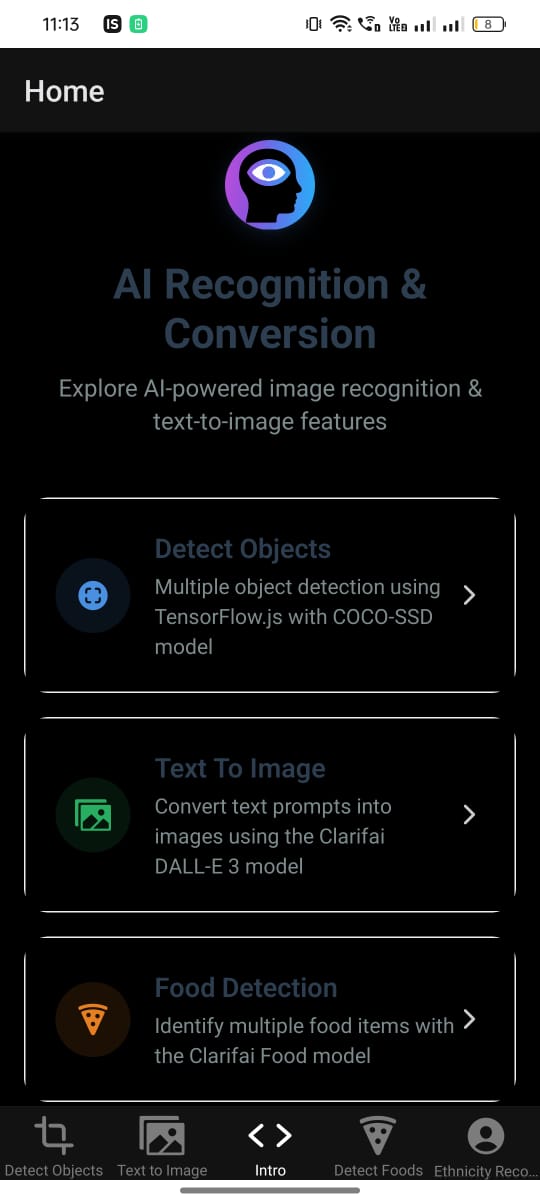 11:13
IS
Vo
LTE2
8
Home
AI Recognition &
Conversion
Explore AI-powered image recognition &
text-to-image features
Detect Objects
Multiple object detection using
TensorFlow.js with COCO-SSD
model
Text To Image
Convert text prompts into
images using the Clarifai
DALL-E 3 model
Food Detection
Identify multiple food items with
the Clarifai Food model
Detect Objects
Text to Image
Intro
Detect Foods
Ethnicity Reco...